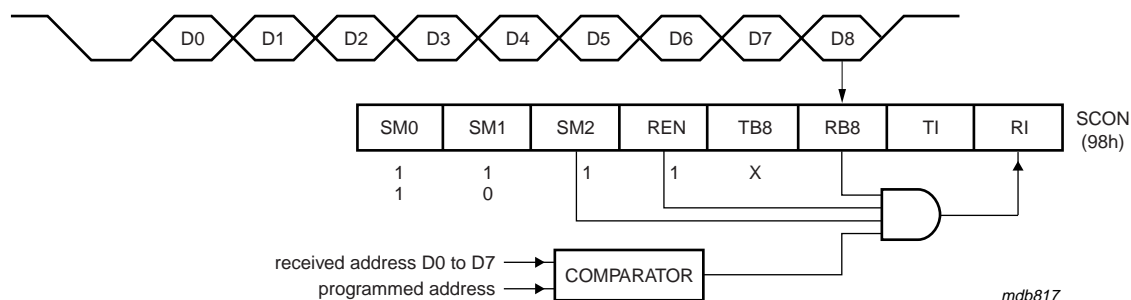 D0 D1 D2 D3 D4 D5 D6 D7 D8
SM0 SM1 SM2 REN TB8 RB8 TI RI SCON
(98h)
1 1 1 1 X
1 0
received address D0 to D7
programmed address
COMPARATOR
mdb817